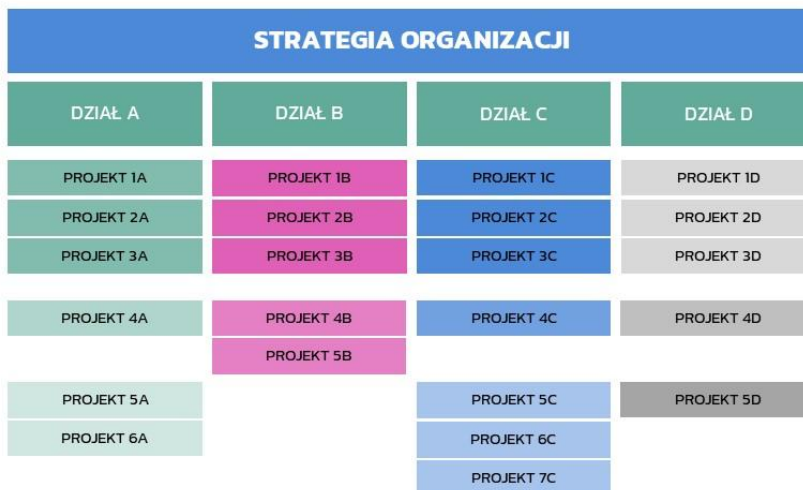 STRATEGIA ORGANIZACJI
DZIAŁ A DZIAŁ B DZIAŁ C DZIAŁ D
PROJEKT 1A PROJEKT 1B PROJEKT 1C PROJEKT 1D
PROJEKT 2A PROJEKT 2B PROJEKT 2C PROJEKT 2D
PROJEKT 3A PROJEKT 3B PROJEKT 3C PROJEKT 3D
PROJEKT 4A PROJEKT 4B PROJEKT 4C PROJEKT 4D
PROJEKT 5B
PROJEKT 5A PROJEKT 5C PROJEKT 5D
PROJEKT 6A PROJEKT 6C
PROJEKT 7C